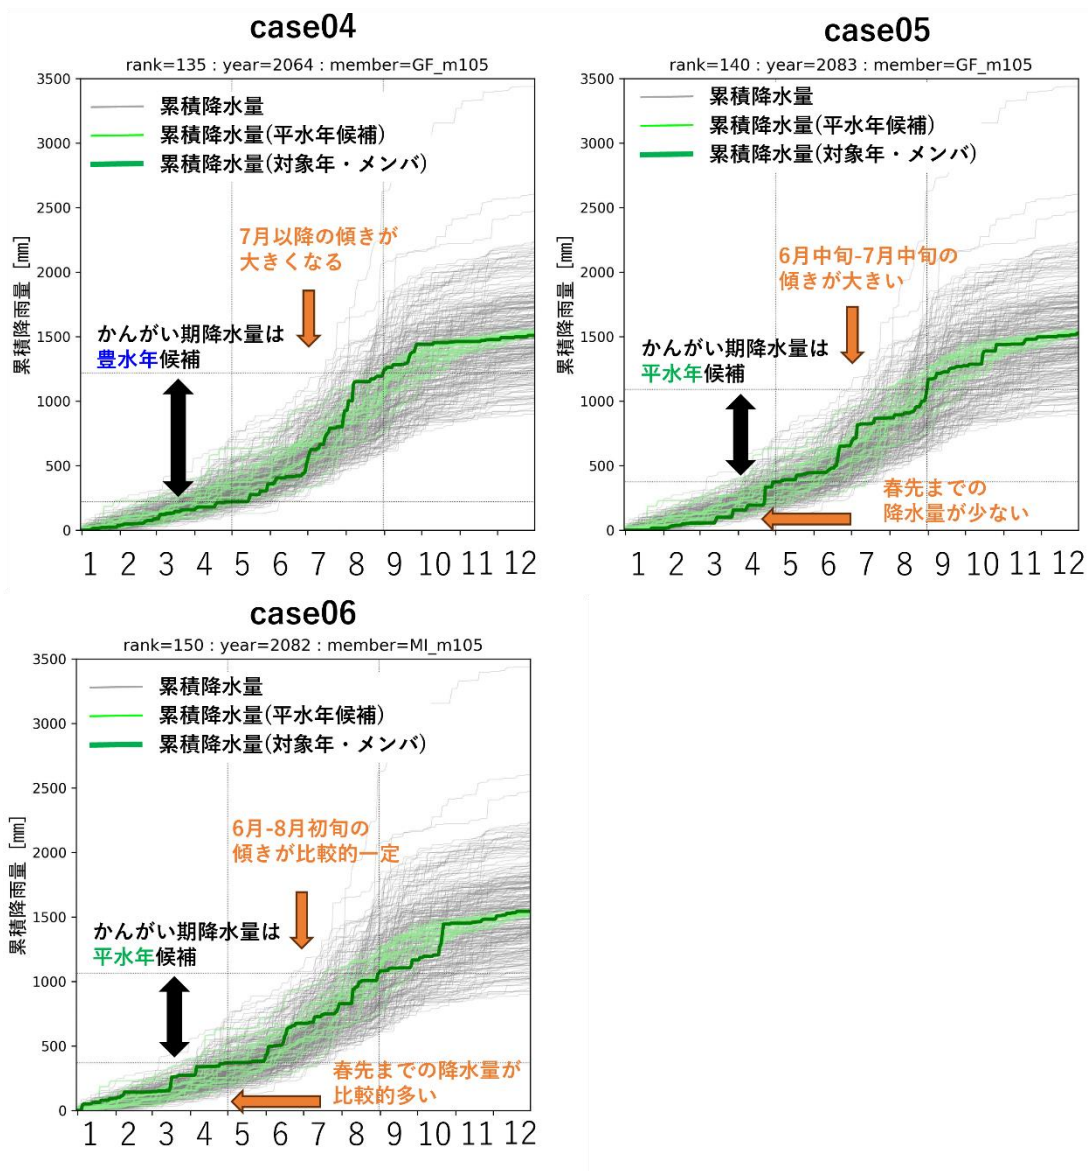 case04
rank=135 : year=2064 : member=GF_m105
3500
3000
2500
2000
1500
1000
500
0
累積降雨量 [mm]
累積降水量
累積降水量(平水年候補)
累積降水量(対象年・メンバ)
7月以降の傾きが
大きくなる
かんがい期降水量は
豊水年候補
1 2 3 4 5 6 7 8 9 10 11 12
case05
rank=140 : year=2083 : member=GF_m105
3500
3000
2500
2000
1500
1000
500
0
累積降雨量 [mm]
累積降水量
累積降水量(平水年候補)
累積降水量(対象年・メンバ)
6月中旬-7月中旬の
傾きが大きい
かんがい期降水量は
平水年候補
春先までの
降水量が少ない
1 2 3 4 5 6 7 8 9 10 11 12
case06
rank=150 : year=2082 : member=MI_m105
3500
3000
2500
2000
1500
1000
500
0
累積降雨量 [mm]
累積降水量
累積降水量(平水年候補)
累積降水量(対象年・メンバ)
6月-8月初旬の
傾きが比較的一定
かんがい期降水量は
平水年候補
春先までの降水量が
比較的多い
1 2 3 4 5 6 7 8 9 10 11 12